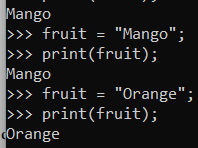 Mango
>>> fruit = "Mango";
>>> print(fruit);
Mango
>>> fruit = "Orange";
>>> print(fruit);
Orange